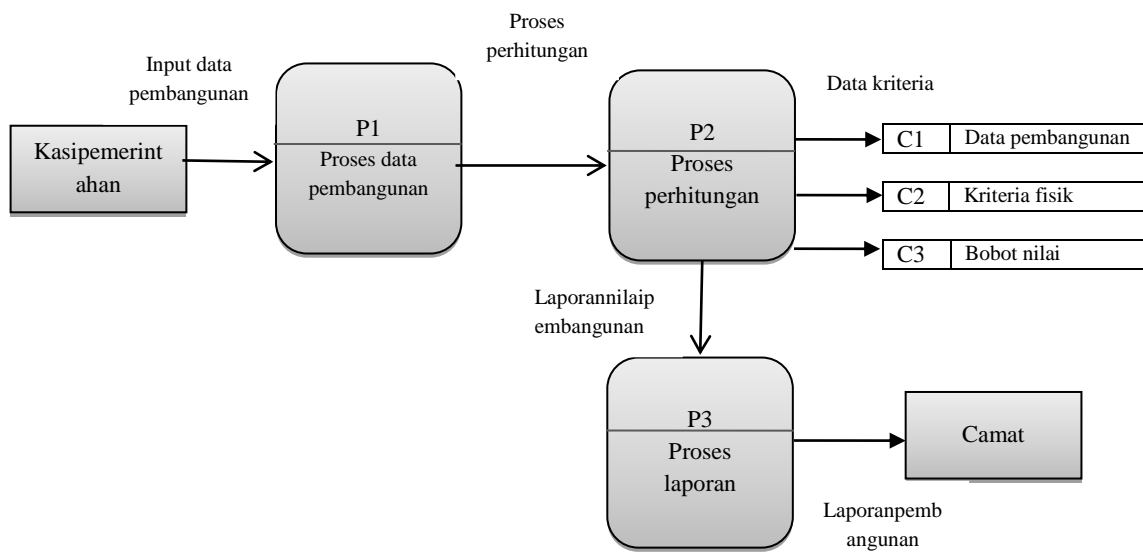 Proses
perhitungan
Input data
pembangunan
Data kriteria
Kasipemerint
ahan
P1
Proses data
pembangunan
P2
Proses
perhitungan
C1 Data pembangunan
C2 Kriteria fisik
C3 Bobot nilai
Laporannilaip
embangunan
P3
Proses
laporan
Camat
Laporanpemb
angunan